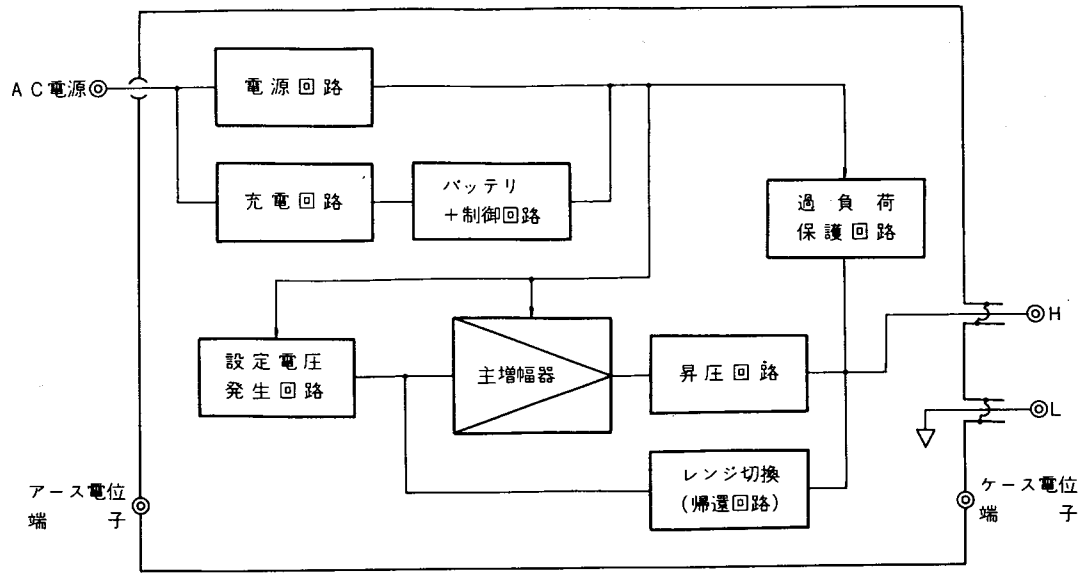 AC電源
電源回路
充電回路
バッテリ
+制御回路
過負荷
保護回路
H
設定電圧
発生回路
主増幅器
昇圧回路
L
レンジ切換
(帰還回路)
アース電位
端子
ケース電位
端子